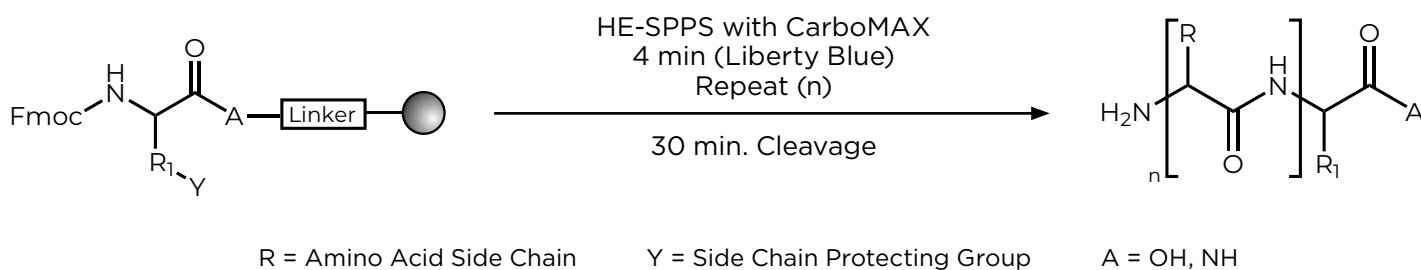 HE-SPPS with CarboMAX
4 min (Liberty Blue)
Repeat (n)
30 min. Cleavage
Fmoc
H
N
O
A
Linker
R1
Y
H2N
R
O
H
N
n
O
R1
A
R = Amino Acid Side Chain
Y = Side Chain Protecting Group
A = OH, NH